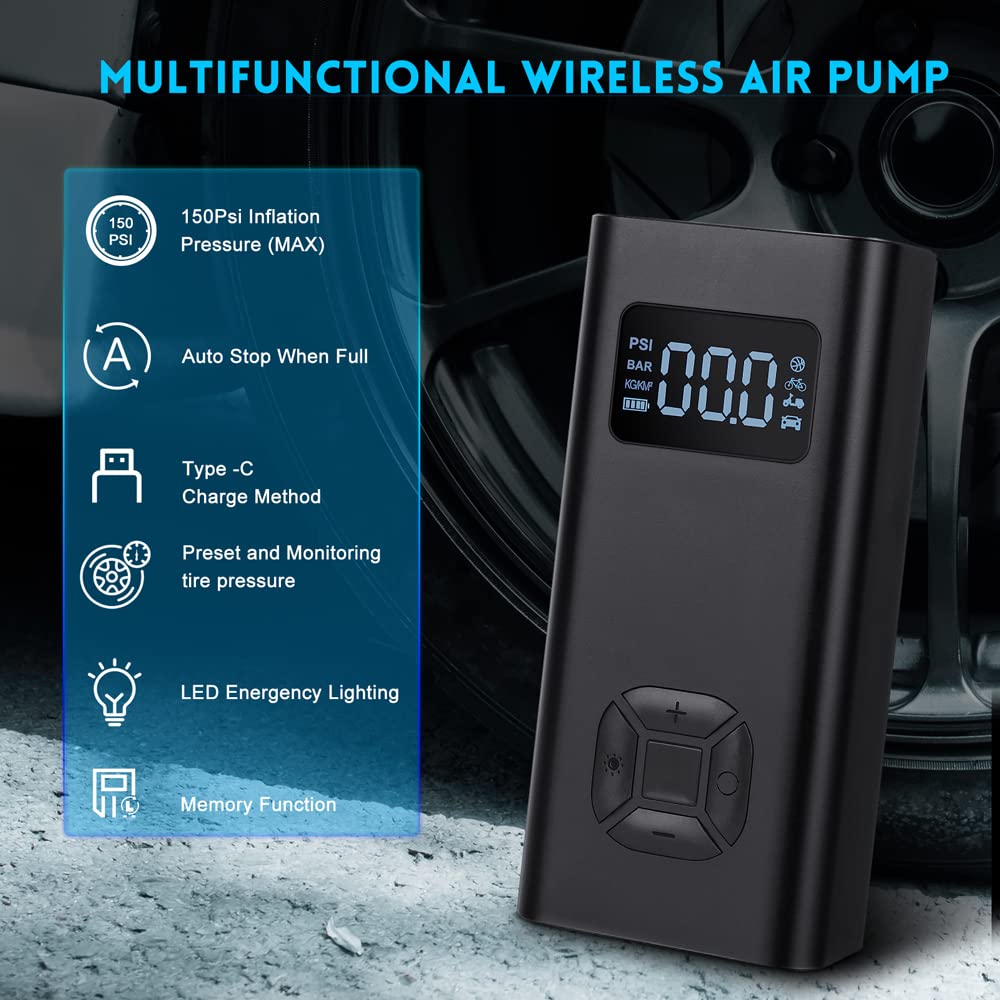 MULTIFUNCTIONAL WIRELESS AIR PUMP
150
PSI
150Psi Inflation
Pressure (MAX)
A
Auto Stop When Full
Type -C
Charge Method
Preset and Monitoring
tire pressure
LED Energency Lighting
Memory Function
PSI
BAR
KG/KM²
00.0
+
-